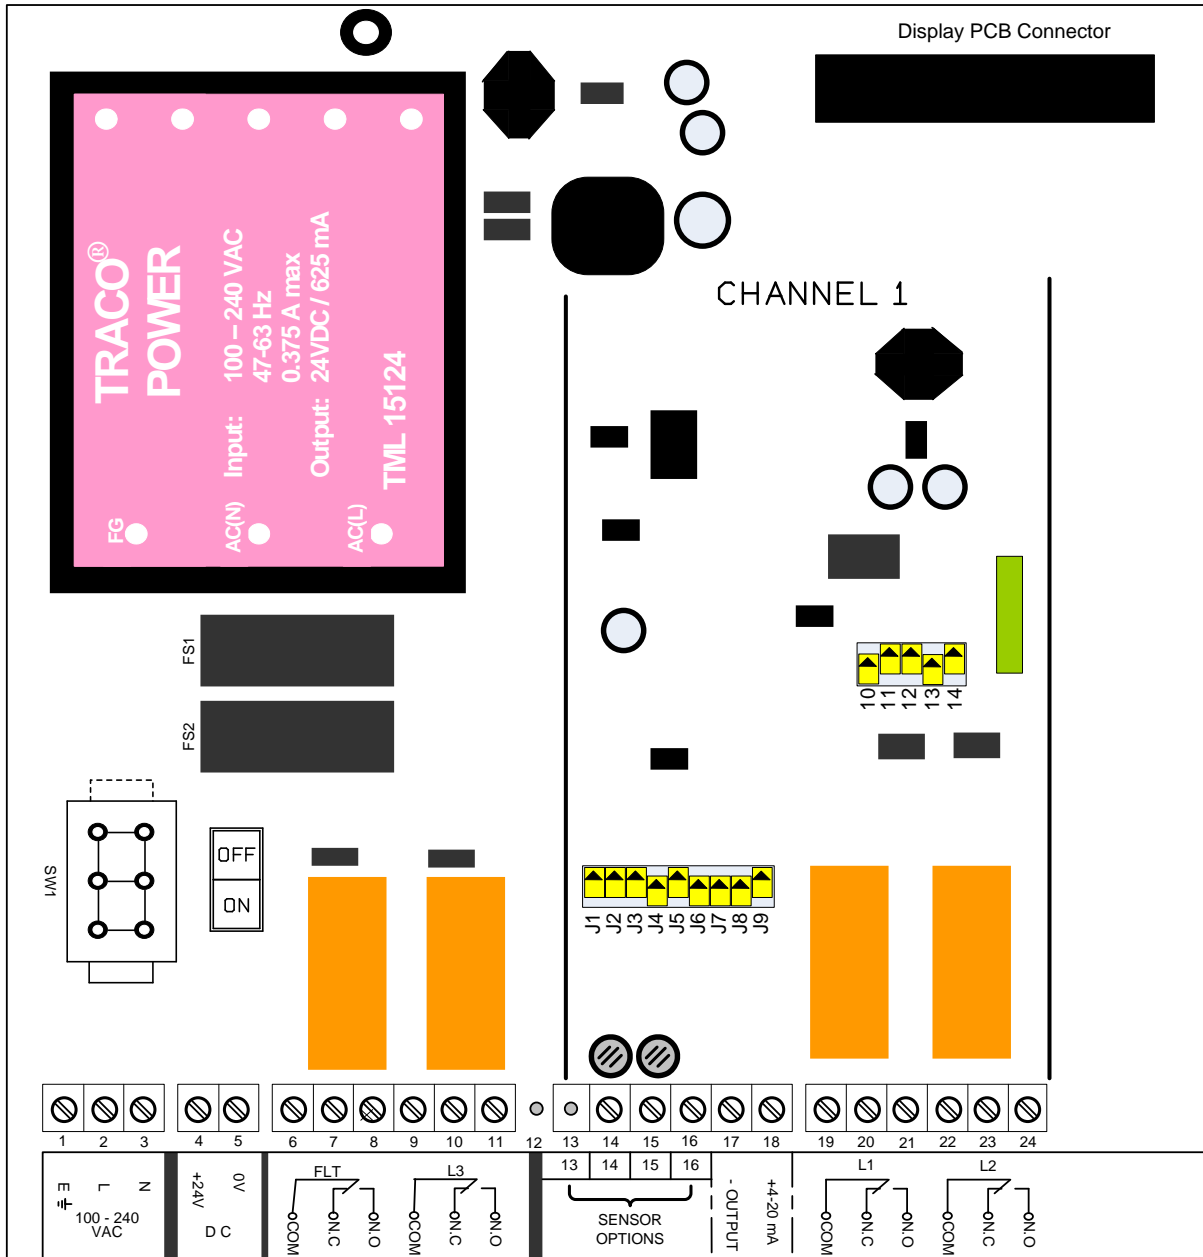 Display PCB Connector
TRACO®
POWER
Input: 100 – 240 VAC
47-63 Hz
0.375 A max
Output: 24VDC / 625 mA
TML 15124
FG
AC(N)
AC(L)
CHANNEL 1
FS1
FS2
10 11 12 13 14
SW1
OFF
ON
J1 J2 J3 J4 J5 J6 J7 J8 J9
1 2 3 4 5 6 7 8 9 10 11 12 13 14 15 16 17 18 19 20 21 22 23 24
13 14 15 16
E L N
100 - 240
VAC
+24V 0V
D C
FLT
COM N.C N.O
L3
COM N.C N.O
SENSOR
OPTIONS
- OUTPUT
+4-20 mA
L1
COM N.C N.O
L2
COM N.C N.O